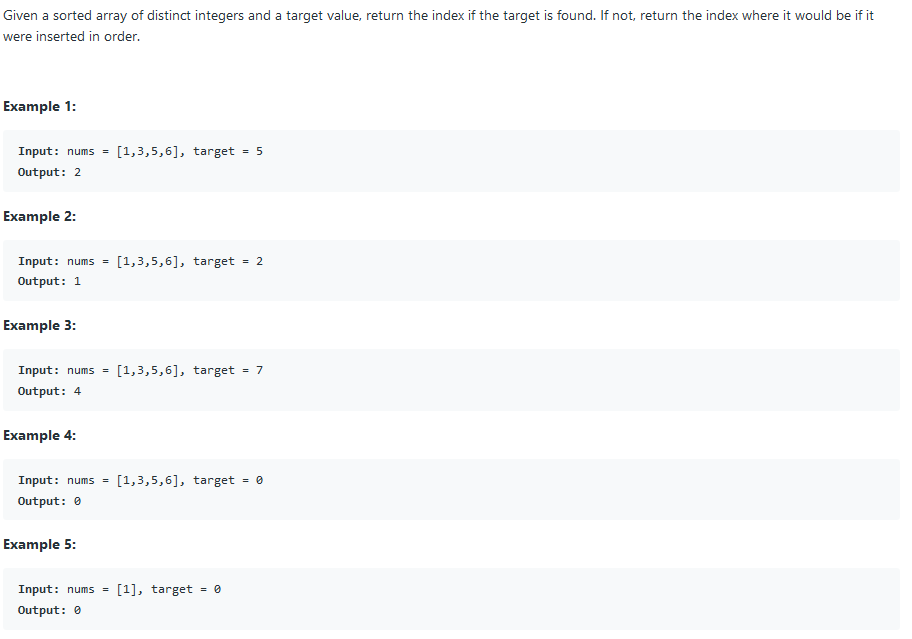 Given a sorted array of distinct integers and a target value, return the index if the target is found. If not, return the index where it would be if it
were inserted in order.
Example 1:
Input: nums = [1,3,5,6], target = 5
Output: 2
Example 2:
Input: nums = [1,3,5,6], target = 2
Output: 1
Example 3:
Input: nums = [1,3,5,6], target = 7
Output: 4
Example 4:
Input: nums = [1,3,5,6], target = 0
Output: 0
Example 5:
Input: nums = [1], target = 0
Output: 0